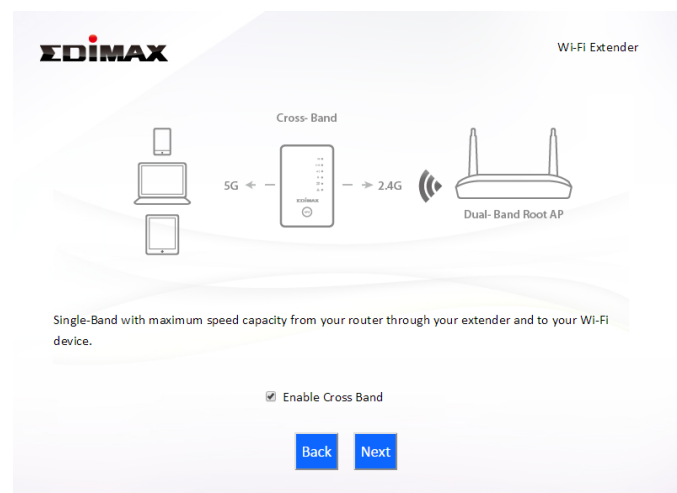 EDIMAX
Wi-Fi Extender
Cross- Band
5G
EDIMAX
2.4G
Dual- Band Root AP
Single-Band with maximum speed capacity from your router through your extender and to your Wi-Fi
device.
Enable Cross Band
Back
Next